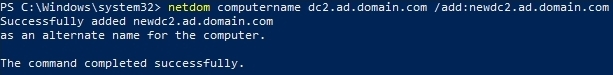 PS C:\Windows\system32> netdom computername dc2.ad.domain.com /add:newdc2.ad.domain.com
Successfully added newdc2.ad.domain.com
as an alternate name for the computer.
The command completed successfully.